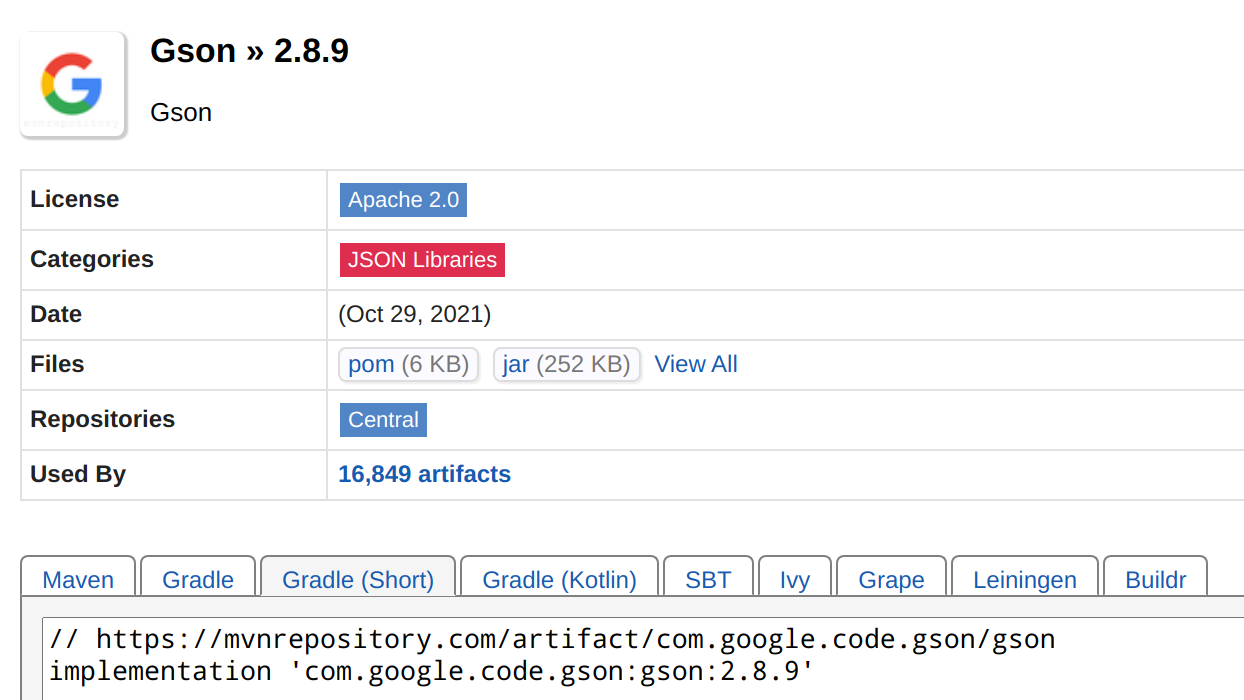 Gson » 2.8.9
mvnrepository
Gson
License Apache 2.0
Categories JSON Libraries
Date (Oct 29, 2021)
Files pom (6 KB) jar (252 KB) View All
Repositories Central
Used By 16,849 artifacts
Maven Gradle Gradle (Short) Gradle (Kotlin) SBT Ivy Grape Leiningen Buildr
// https://mvnrepository.com/artifact/com.google.code.gson/gson
implementation 'com.google.code.gson:gson:2.8.9'